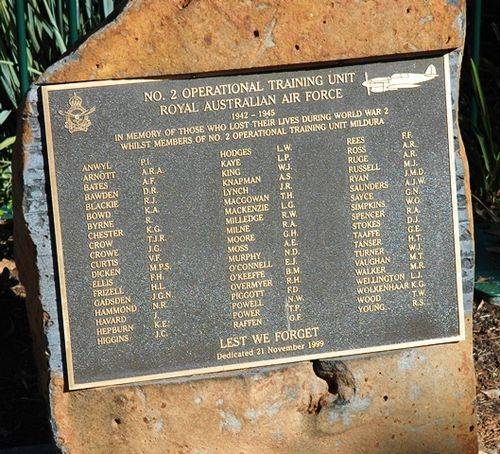 NO. 2 OPERATIONAL TRAINING UNIT
ROYAL AUSTRALIAN AIR FORCE
1942 - 1945
IN MEMORY OF THOSE WHO LOST THEIR LIVES DURING WORLD WAR 2
WHILST MEMBERS OF NO. 2 OPERATIONAL TRAINING UNIT MILDURA
ANWYL P.I.
ARNOTT A.R.A.
BATES A.F.
BAWDEN D.R.
BLACKIE R.J.
BOWD K.A.
BYRNE R.
CHESTER K.G.
CROW T.J.R.
CROWE J.G.
CURTIS V.F.
DICKEN M.P.S.
ELLIS F.H.
FRIZELL H.L.
GADSDEN J.G.N.
HAMMOND N.R.
HAVARD J.
HEPBURN K.E.
HIGGINS J.C.
HODGES L.W.
KAYE L.P.
KING W.J.
KNAPMAN A.S.
LYNCH J.R.
MACGOWAN T.H.
MACKENZIE L.G.
MILLEDGE R.W.
MILNE R.A.
MOORE G.H.
MOSS A.E.
MURPHY N.D.
O'CONNELL E.J.
O'KEEFFE B.M.
OVERMYER R.H.
PIGOTT F.D
POWELL N.W.
POWER T.P.
RAFFEN O.F.
REES F.F.
ROSS A.R.
RUGE A.R.
RUSSELL M.J.
RYAN J.M.D
SAUNDERS A.J.W.
SAYCE G.N.
SIMPKINS W.G.
SPENCER R.A.
STOKES
TAAFFE G.E.
TANSER H.T.
TURNER W.J.
VAUGHAN M.T.
WALKER M.R.
WELLINGTON L.J.
WOLKENHAAR K.G.
WOOD T.W.
YOUNG R.S.
LEST WE FORGET
Dedicated 21 November 1999